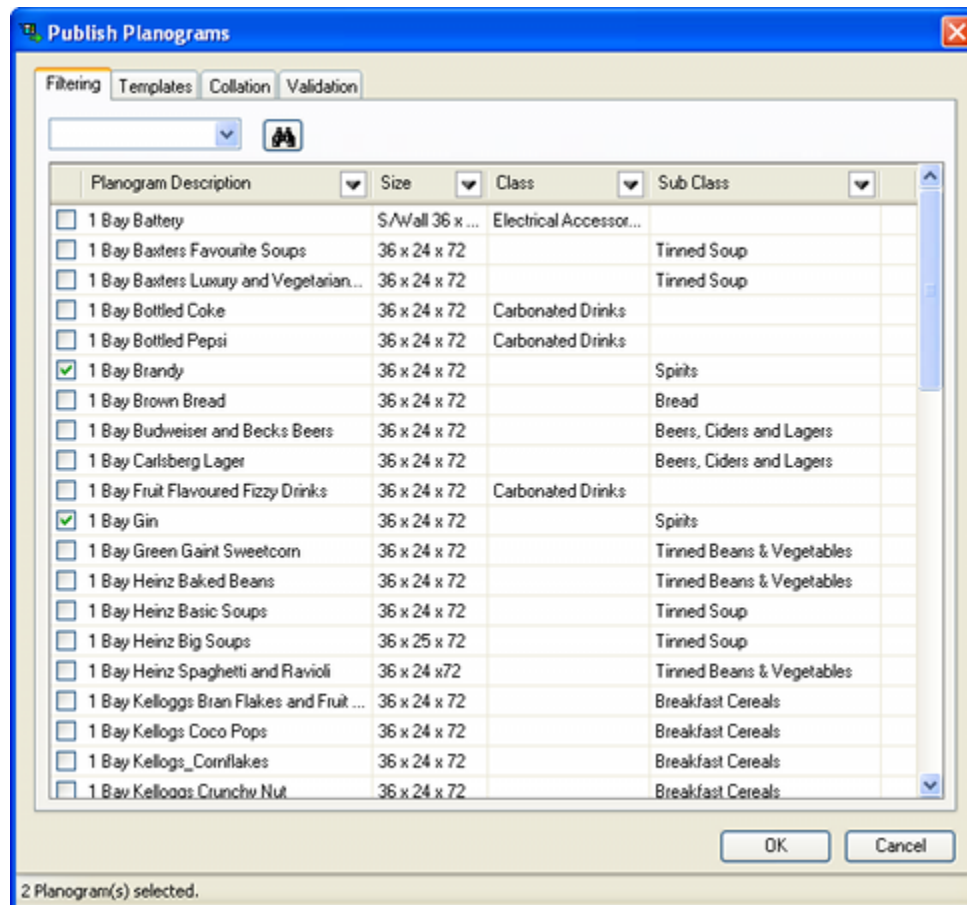 Publish Planograms
Filtering Templates Collation Validation
Planogram Description Size Class Sub Class
1 Bay Battery S/Wall 36 x ... Electrical Accessor...
1 Bay Baxters Favourite Soups 36 x 24 x 72 Tinned Soup
1 Bay Baxters Luxury and Vegetarian... 36 x 24 x 72 Tinned Soup
1 Bay Bottled Coke 36 x 24 x 72 Carbonated Drinks
1 Bay Bottled Pepsi 36 x 24 x 72 Carbonated Drinks
1 Bay Brandy 36 x 24 x 72 Spirits
1 Bay Brown Bread 36 x 24 x 72 Bread
1 Bay Budweiser and Becks Beers 36 x 24 x 72 Beers, Ciders and Lagers
1 Bay Carlsberg Lager 36 x 24 x 72 Beers, Ciders and Lagers
1 Bay Fruit Flavoured Fizzy Drinks 36 x 24 x 72 Carbonated Drinks
1 Bay Gin 36 x 24 x 72 Spirits
1 Bay Green Gaint Sweetcorn 36 x 24 x 72 Tinned Beans & Vegetables
1 Bay Heinz Baked Beans 36 x 24 x 72 Tinned Beans & Vegetables
1 Bay Heinz Basic Soups 36 x 24 x 72 Tinned Soup
1 Bay Heinz Big Soups 36 x 25 x 72 Tinned Soup
1 Bay Heinz Spaghetti and Ravioli 36 x 24 x72 Tinned Beans & Vegetables
1 Bay Kelloggs Bran Flakes and Fruit ... 36 x 24 x 72 Breakfast Cereals
1 Bay Kellogs Coco Pops 36 x 24 x 72 Breakfast Cereals
1 Bay Kellogs_Cornflakes 36 x 24 x 72 Breakfast Cereals
1 Bay Kelloggs Crunchy Nut 36 x 24 x 72 Breakfast Cereals
OK Cancel
2 Planogram(s) selected.